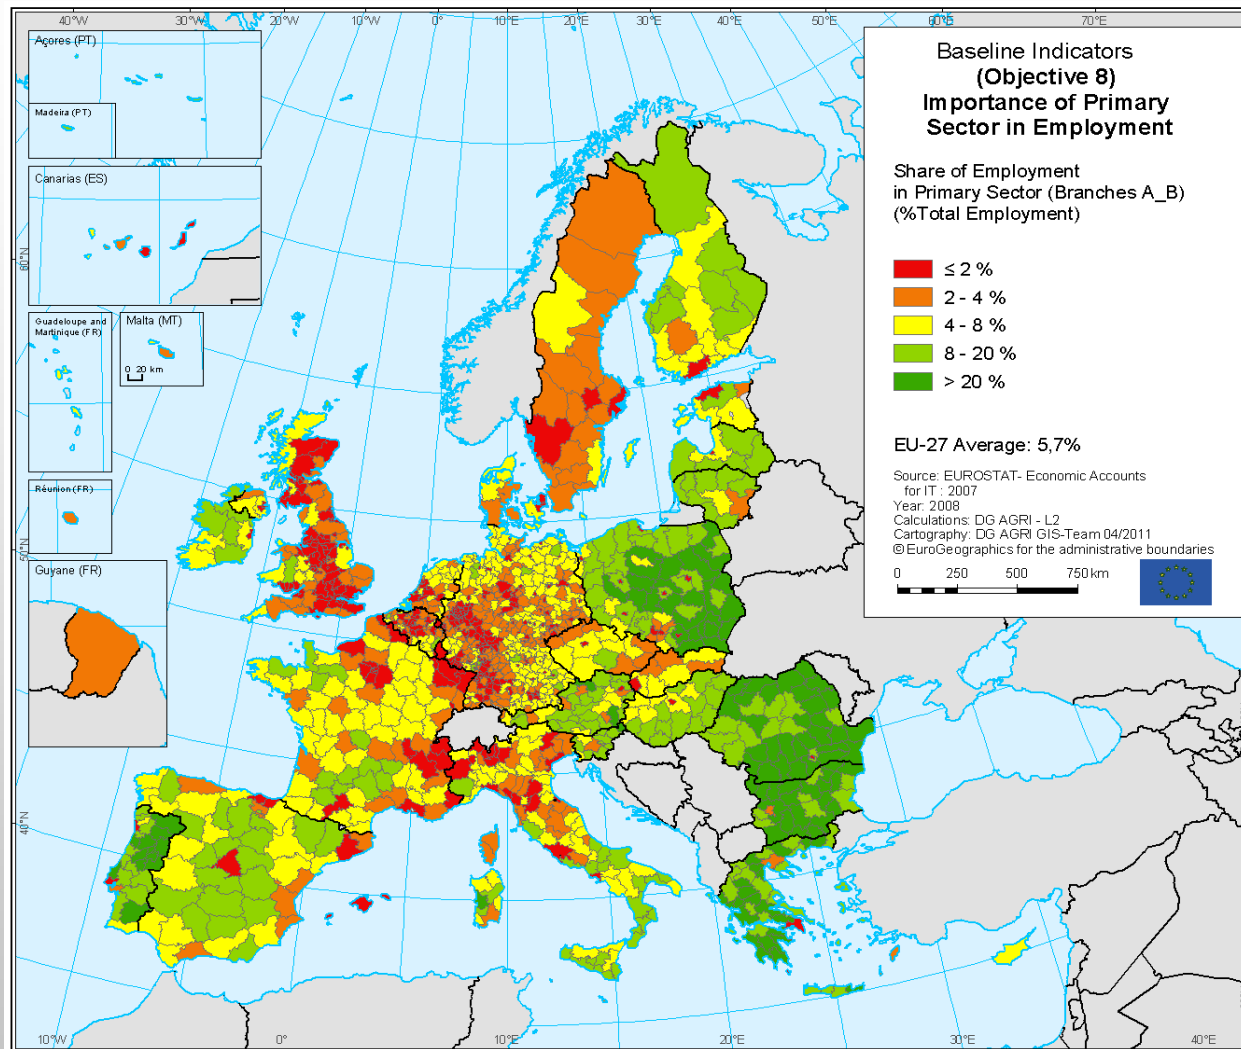 40°W
30°W
20°W
10°W
0°
10°E
20°E
30°E
40°E
50°E
60°E
70°E
Açores (PT)
Madeira (PT)
Canarias (ES)
Guadeloupe and
Martinique (FR)
Malta (MT)
0 20 km
Réunion (FR)
Guyane (FR)
60°N
50°N
40°N
Baseline Indicators
(Objective 8)
Importance of Primary
Sector in Employment
Share of Employment
in Primary Sector (Branches A_B)
(%Total Employment)
≤ 2 %
2 - 4 %
4 - 8 %
8 - 20 %
> 20 %
EU-27 Average: 5,7%
Source: EUROSTAT- Economic Accounts
for IT : 2007
Year: 2008
Calculations: DG AGRI - L2
Cartography: DG AGRI GIS-Team 04/2011
© EuroGeographics for the administrative boundaries
0 250 500 750 km
10°W
0°
10°E
20°E
30°E
40°E